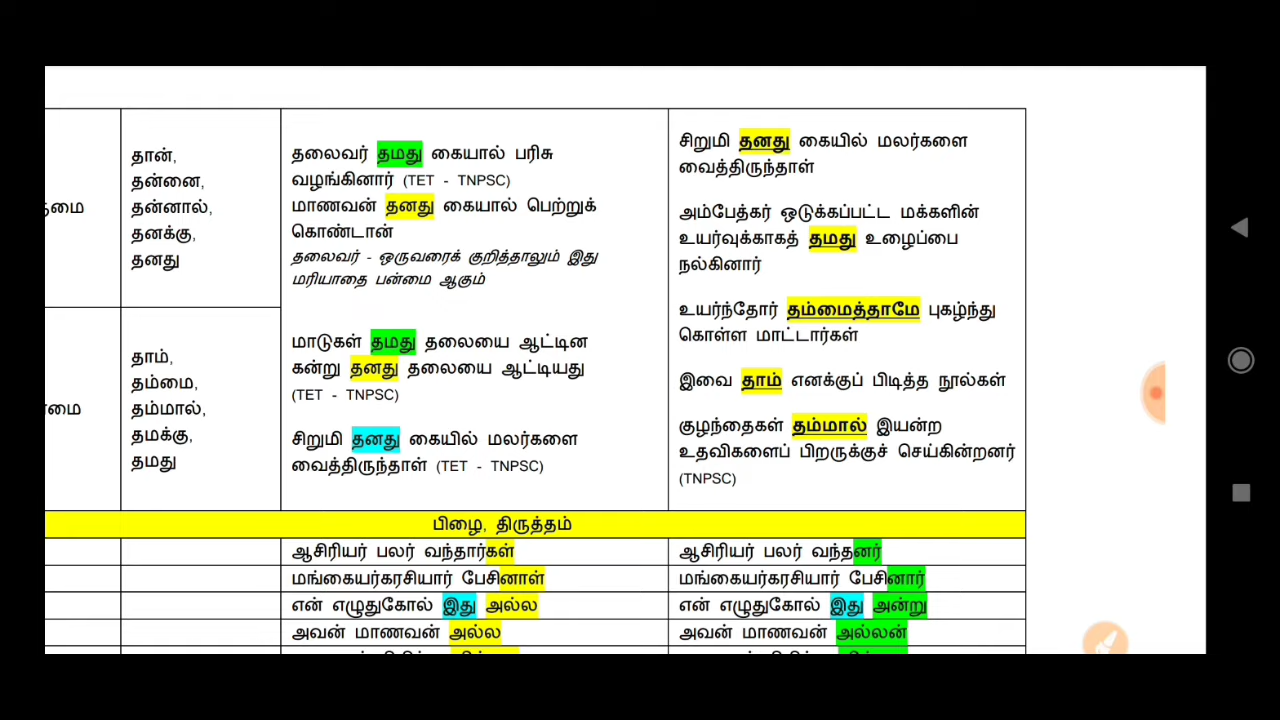 தான்,
தன்னை,
தன்னால்,
தனக்கு,
தனது
தலைவர் தமது கையால் பரிசு
வழங்கினார் (TET - TNPSC)
மாணவன் தனது கையால் பெற்றுக்
கொண்டான்
தலைவர் - ஒருவரைக் குறித்தாலும் இது
மரியாதை பன்மை ஆகும்
சிறுமி தனது கையில் மலர்களை
வைத்திருந்தாள்
அம்பேத்கர் ஒடுக்கப்பட்ட மக்களின்
உயர்வுக்காகத் தமது உழைப்பை
நல்கினார்
உயர்ந்தோர் தம்மைத்தாமே புகழ்ந்து
கொள்ள மாட்டார்கள்
தாம்,
தம்மை,
தம்மால்,
தமக்கு,
தமது
மாடுகள் தமது தலையை ஆட்டின
கன்று தனது தலையை ஆட்டியது
(TET - TNPSC)
சிறுமி தனது கையில் மலர்களை
வைத்திருந்தாள் (TET - TNPSC)
இவை தாம் எனக்குப் பிடித்த நூல்கள்
குழந்தைகள் தம்மால் இயன்ற
உதவிகளைப் பிறருக்குச் செய்கின்றனர்
(TNPSC)
பிழை, திருத்தம்
ஆசிரியர் பலர் வந்தார்கள்
ஆசிரியர் பலர் வந்தனர்
மங்கையர்கரசியார் பேசினாள்
மங்கையர்கரசியார் பேசினார்
என் எழுதுகோல் இது அல்ல
என் எழுதுகோல் இது அன்று
அவன் மாணவன் அல்ல
அவன் மாணவன் அல்லன்